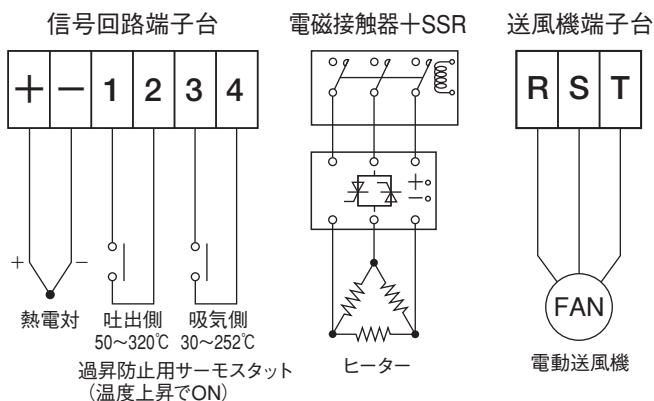 信号回路端子台
電磁接触器＋SSR
送風機端子台
＋ － 1 2 3 4
R S T
＋ －
＋
－
熱電対
吐出側
50～320℃
吸気側
30～252℃
過昇防止用サーモスタット
（温度上昇でON）
ヒーター
FAN
電動送風機